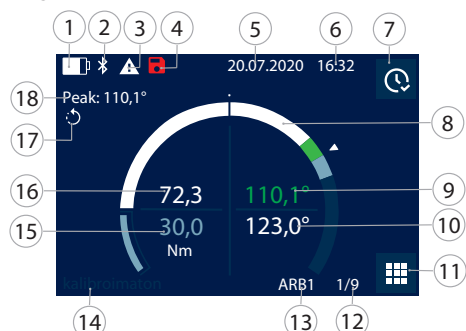 1 2 3 4 5 6 7
20.07.2020 16:32
18 Peak: 110,1°
17
8
16 72,3 110,1° 9
15 30,0 123,0° 10
Nm
11
kalibroimaton ARB1 1/9
14 13 12